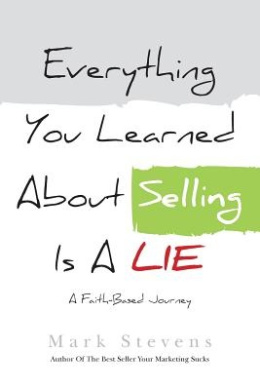 Everything
You Learned
About Selling
Is A LIE
A Faith-Based Journey
Mark Stevens
Author Of The Best Seller Your Marketing Sucks